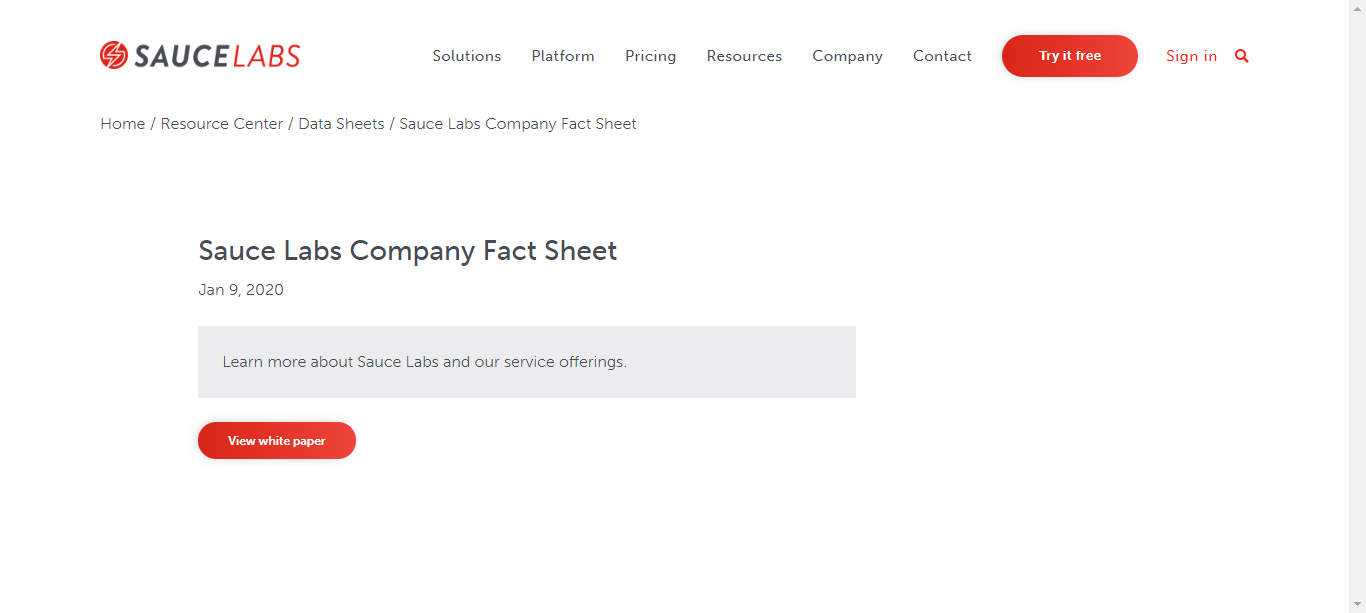 SAUCELABS
Solutions Platform Pricing Resources Company Contact Try it free Sign in
Home / Resource Center / Data Sheets / Sauce Labs Company Fact Sheet
Sauce Labs Company Fact Sheet
Jan 9, 2020
Learn more about Sauce Labs and our service offerings.
View white paper